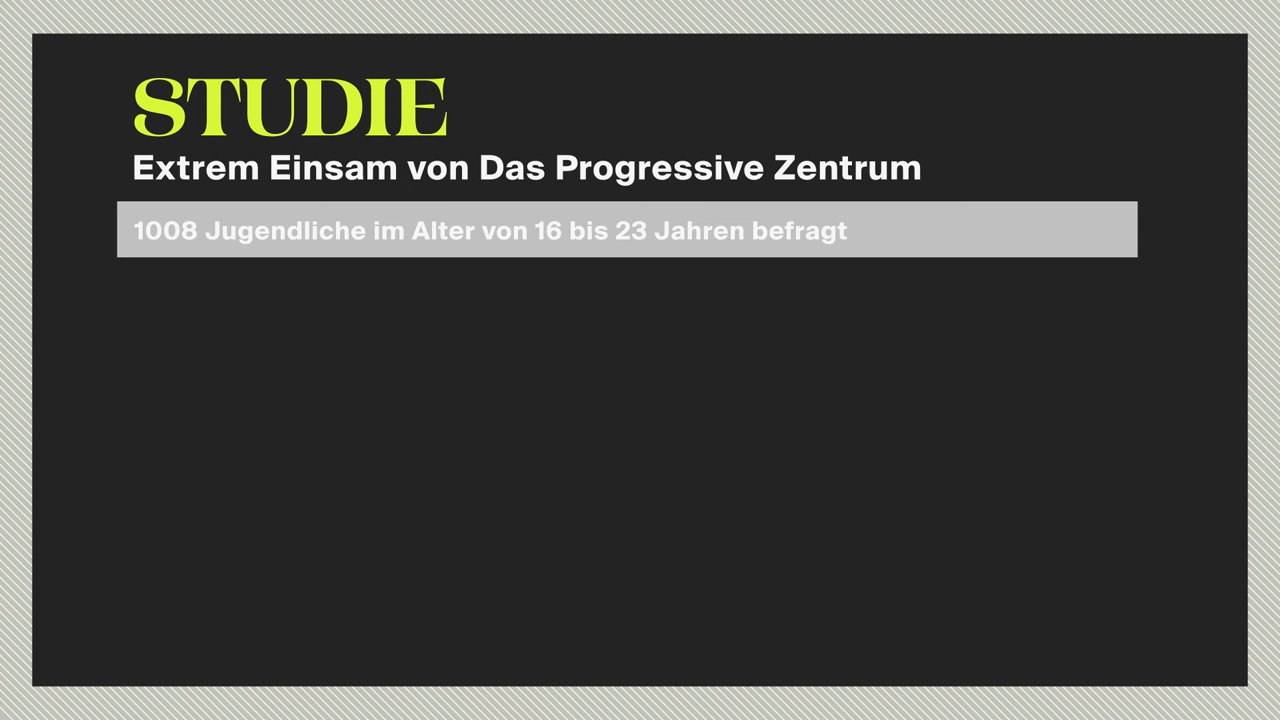 STUDIE
Extrem Einsam von Das Progressive Zentrum
1008 Jugendliche im Alter von 16 bis 23 Jahren befragt